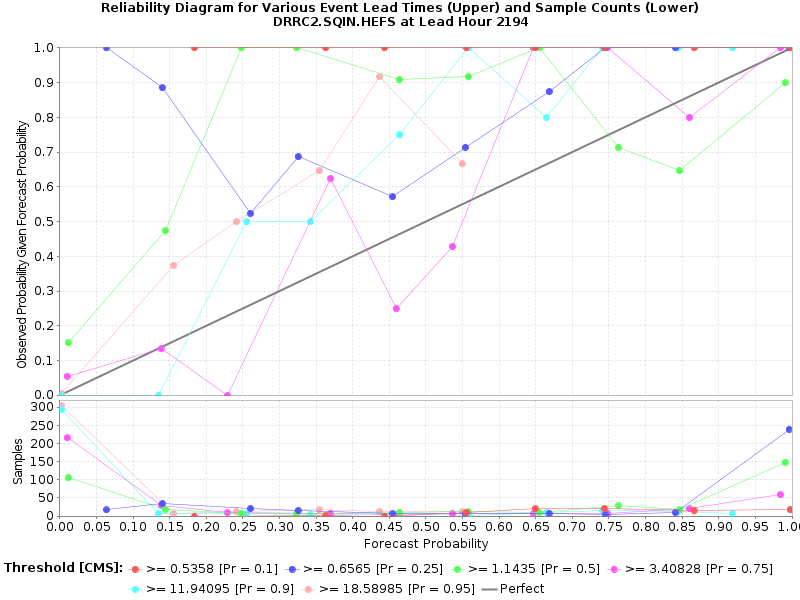 Reliability Diagram for Various Event Lead Times (Upper) and Sample Counts (Lower)
DRRC2.SQIN.HEFS at Lead Hour 2194
Observed Probability Given Forecast Probability
1.0
0.9
0.8
0.7
0.6
0.5
0.4
0.3
0.2
0.1
0.0
Samples
300
250
200
150
100
50
0
0.00 0.05 0.10 0.15 0.20 0.25 0.30 0.35 0.40 0.45 0.50 0.55 0.60 0.65 0.70 0.75 0.80 0.85 0.90 0.95 1.0
Forecast Probability
Threshold [CMS]: >= 0.5358 [Pr = 0.1] >= 0.6565 [Pr = 0.25] >= 1.1435 [Pr = 0.5] >= 3.40828 [Pr = 0.75]
>= 11.94095 [Pr = 0.9] >= 18.58985 [Pr = 0.95] Perfect